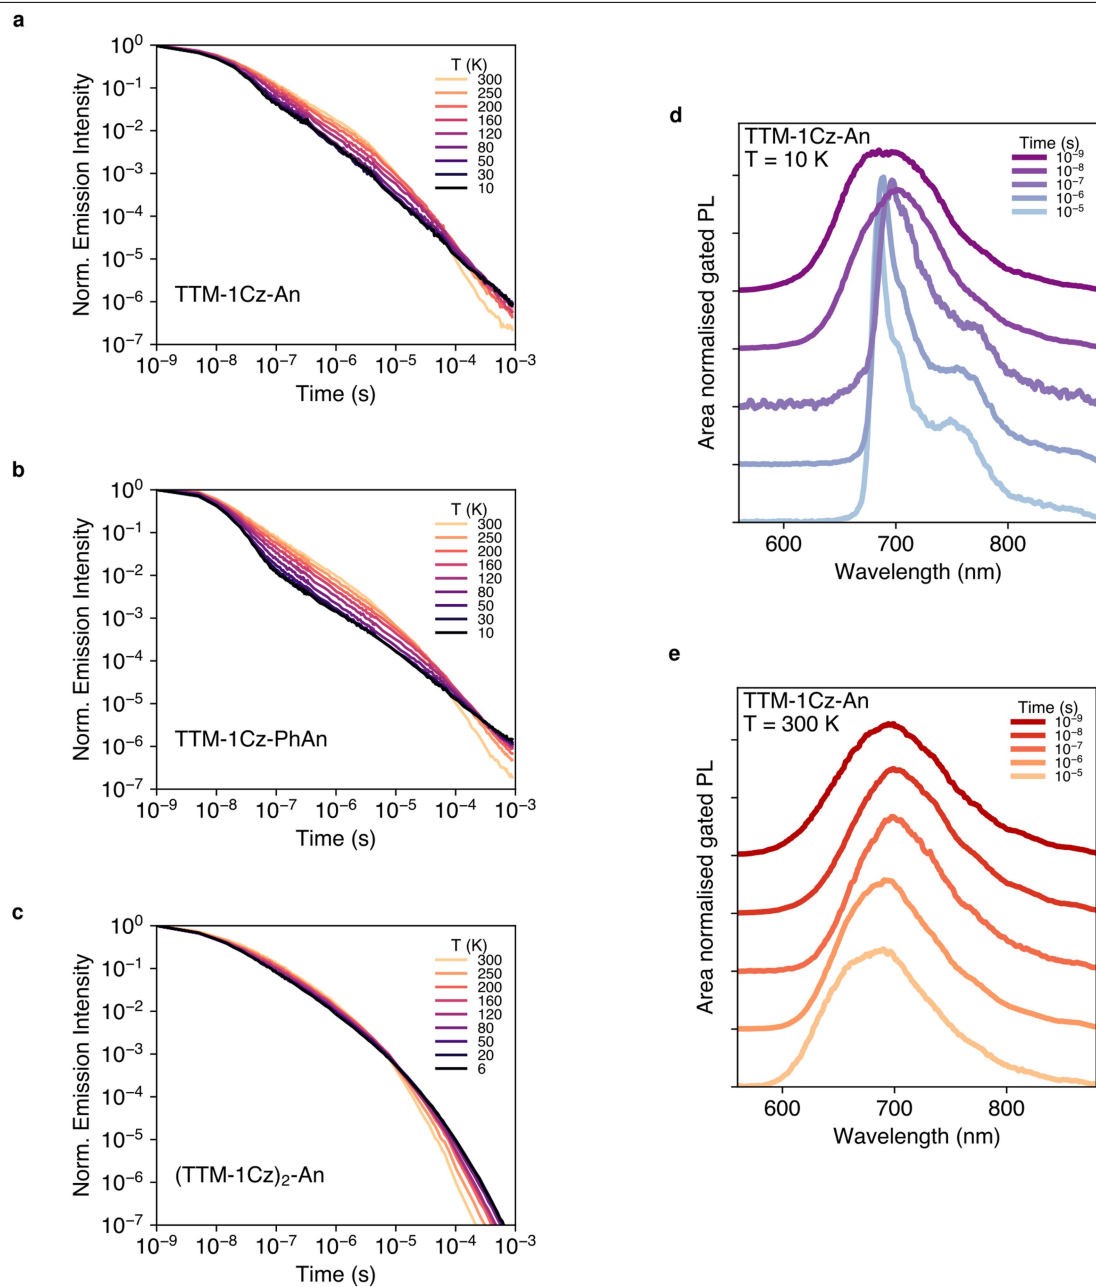 a
10⁰
10⁻¹
10⁻²
10⁻³
10⁻⁴
10⁻⁵
10⁻⁶
10⁻⁷
Norm. Emission Intensity
T (K)
300
250
200
160
120
80
50
30
10
TTM-1Cz-An
10⁻⁹ 10⁻⁸ 10⁻⁷ 10⁻⁶ 10⁻⁵ 10⁻⁴ 10⁻³
Time (s)
b
10⁰
10⁻¹
10⁻²
10⁻³
10⁻⁴
10⁻⁵
10⁻⁶
10⁻⁷
Norm. Emission Intensity
T (K)
300
250
200
160
120
80
50
30
10
TTM-1Cz-PhAn
10⁻⁹ 10⁻⁸ 10⁻⁷ 10⁻⁶ 10⁻⁵ 10⁻⁴ 10⁻³
Time (s)
c
10⁰
10⁻¹
10⁻²
10⁻³
10⁻⁴
10⁻⁵
10⁻⁶
10⁻⁷
Norm. Emission Intensity
T (K)
300
250
200
160
120
80
50
20
6
(TTM-1Cz)₂-An
10⁻⁹ 10⁻⁸ 10⁻⁷ 10⁻⁶ 10⁻⁵ 10⁻⁴ 10⁻³
Time (s)
d
TTM-1Cz-An
T = 10 K
Time (s)
10⁻⁹
10⁻⁸
10⁻⁷
10⁻⁶
10⁻⁵
Area normalised gated PL
600 700 800
Wavelength (nm)
e
TTM-1Cz-An
T = 300 K
Time (s)
10⁻⁹
10⁻⁸
10⁻⁷
10⁻⁶
10⁻⁵
Area normalised gated PL
600 700 800
Wavelength (nm)